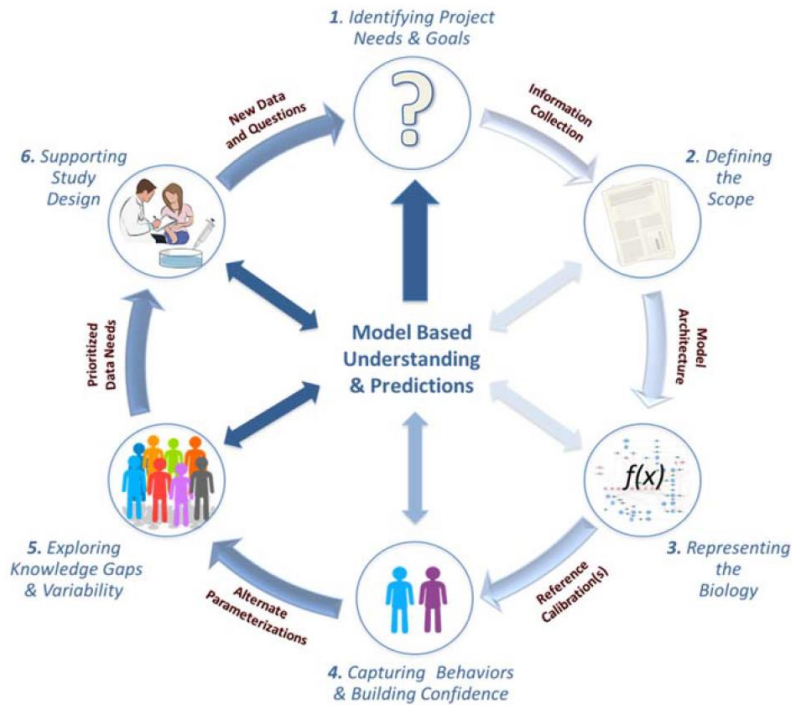 1. Identifying Project
Needs & Goals
Information
Collection
2. Defining
the
Scope
Model
Architecture
f(x)
3. Representing
the
Biology
Reference
Calibration(s)
4. Capturing Behaviors
& Building Confidence
Alternate
Parameterizations
5. Exploring
Knowledge Gaps
& Variability
Prioritized
Data Needs
6. Supporting
Study
Design
New Data
and Questions
?
Model Based
Understanding
& Predictions